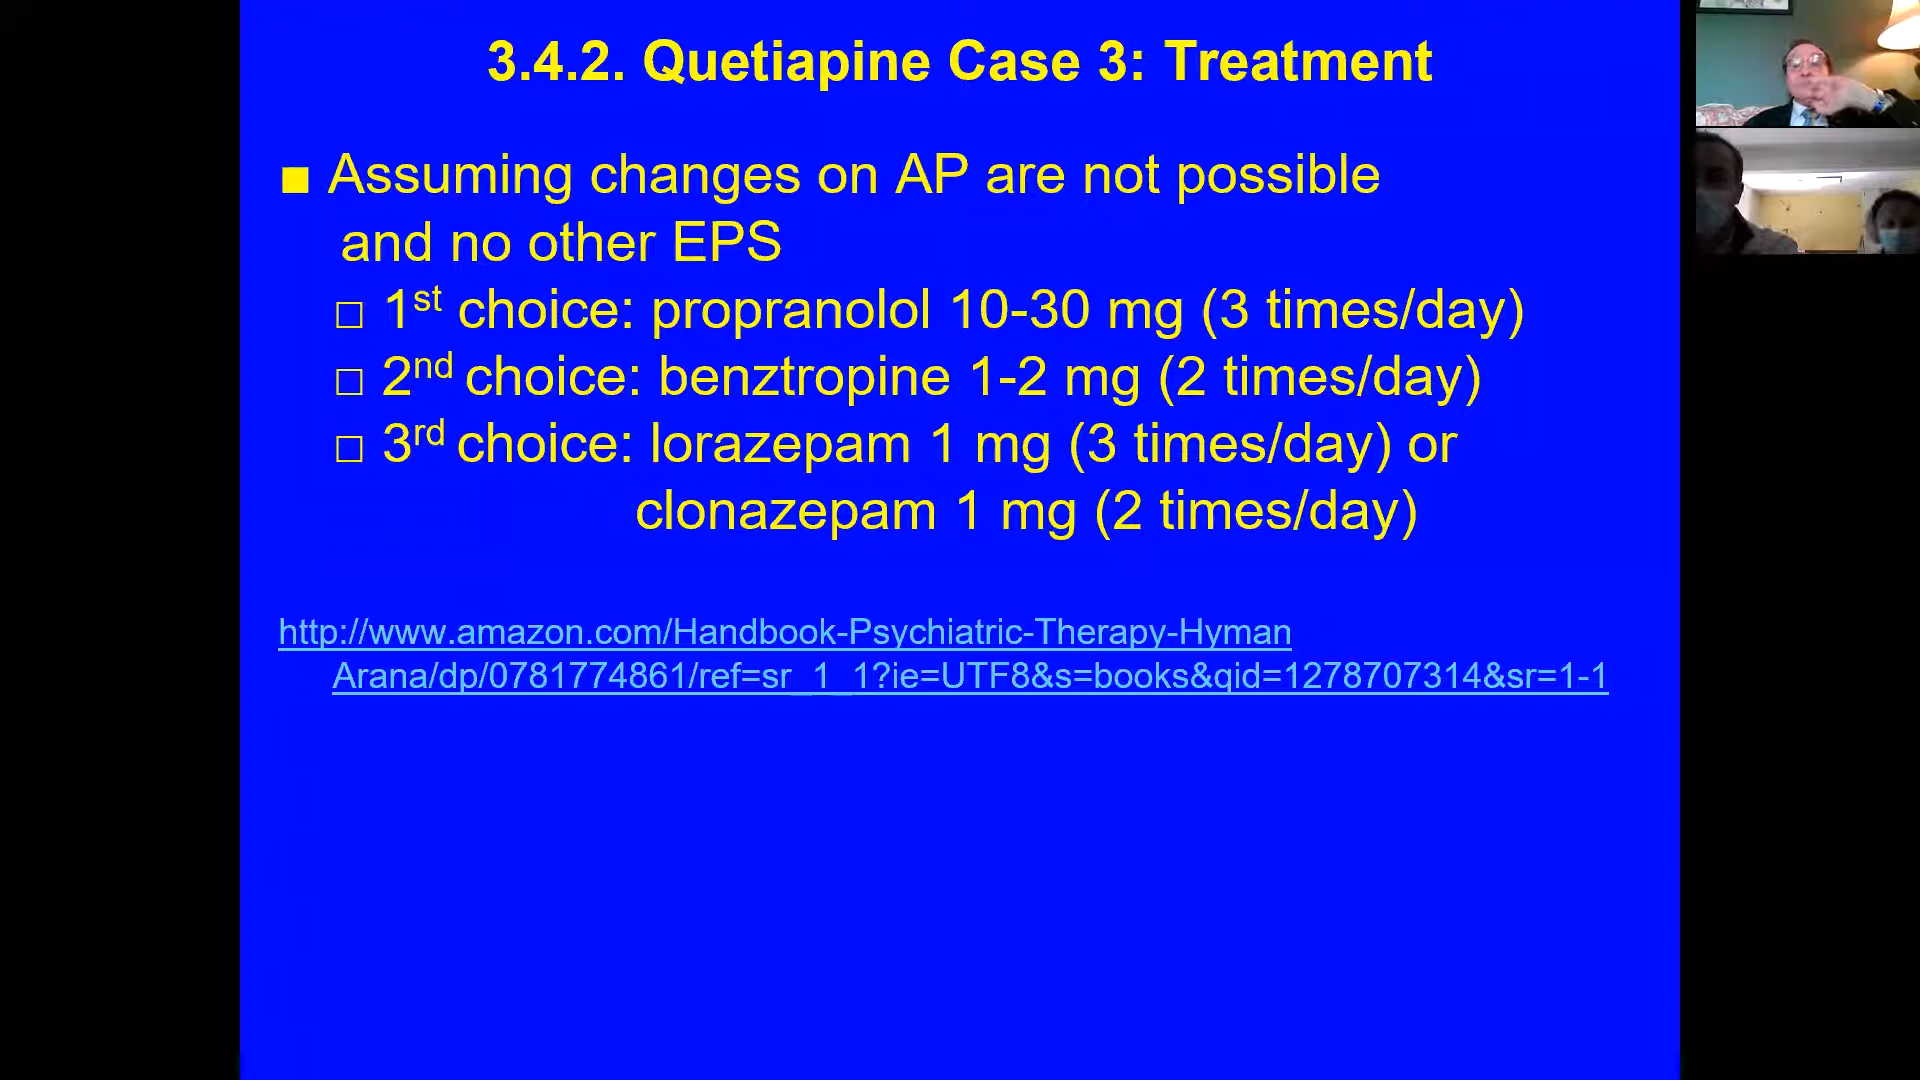 3.4.2. Quetiapine Case 3: Treatment
■ Assuming changes on AP are not possible
and no other EPS
□ 1st choice: propranolol 10-30 mg (3 times/day)
□ 2nd choice: benztropine 1-2 mg (2 times/day)
□ 3rd choice: lorazepam 1 mg (3 times/day) or
clonazepam 1 mg (2 times/day)
http://www.amazon.com/Handbook-Psychiatric-Therapy-Hyman
Arana/dp/0781774861/ref=sr_1_1?ie=UTF8&s=books&qid=1278707314&sr=1-1